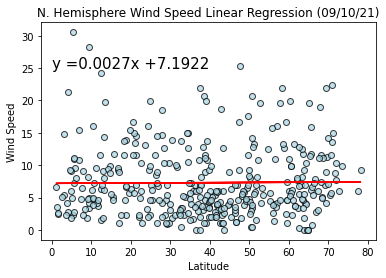 N. Hemisphere Wind Speed Linear Regression (09/10/21)
y =0.0027x +7.1922
Wind Speed
30
25
20
15
10
5
0
0 10 20 30 40 50 60 70 80
Latitude